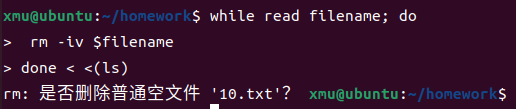 xmu@ubuntu:~/homework$ while read filename; do
>  rm -iv $filename
> done < <(ls)
rm: 是否删除普通空文件 '10.txt'？ xmu@ubuntu:~/homework$